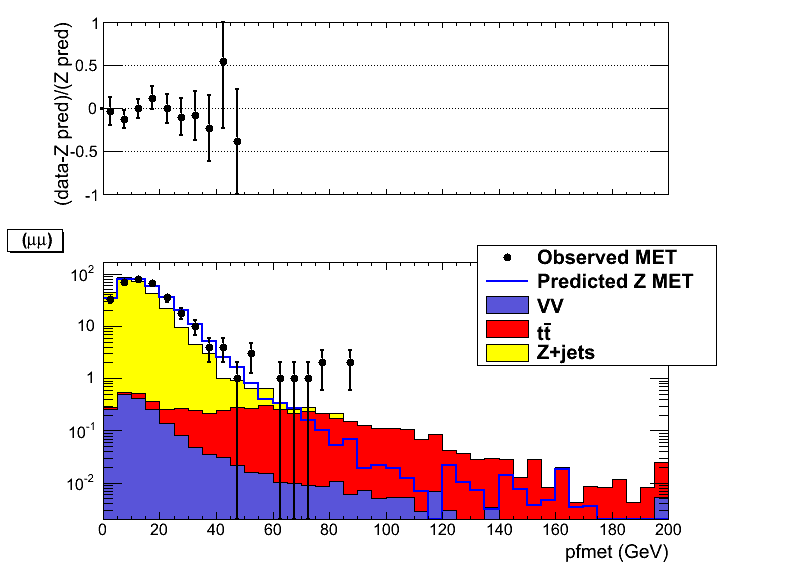 (data-Z pred)/(Z pred)
1
0.5
0
-0.5
-1
(μμ)
Observed MET
Predicted Z MET
VV
tt̄
Z+jets
10²
10
1
10⁻¹
10⁻²
0 20 40 60 80 100 120 140 160 180 200
pfmet (GeV)